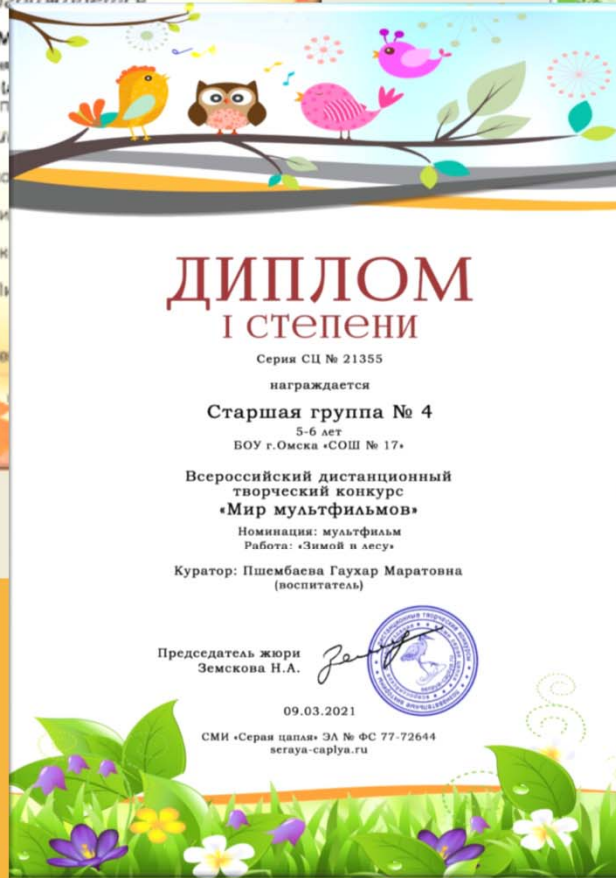 ДИПЛОМ
I степени
Серия СЦ № 21355
награждается
Старшая группа № 4
5-6 лет
БОУ г.Омска «СОШ № 17»
Всероссийский дистанционный
творческий конкурс
«Мир мультфильмов»
Номинация: мультфильм
Работа: «Зимой в лесу»
Куратор: Пшембаева Гаухар Маратовна
(воспитатель)
Председатель жюри
Земскова Н.А.
09.03.2021
СМИ «Серая цапля» ЭЛ № ФС 77-72644
seraya-caplya.ru